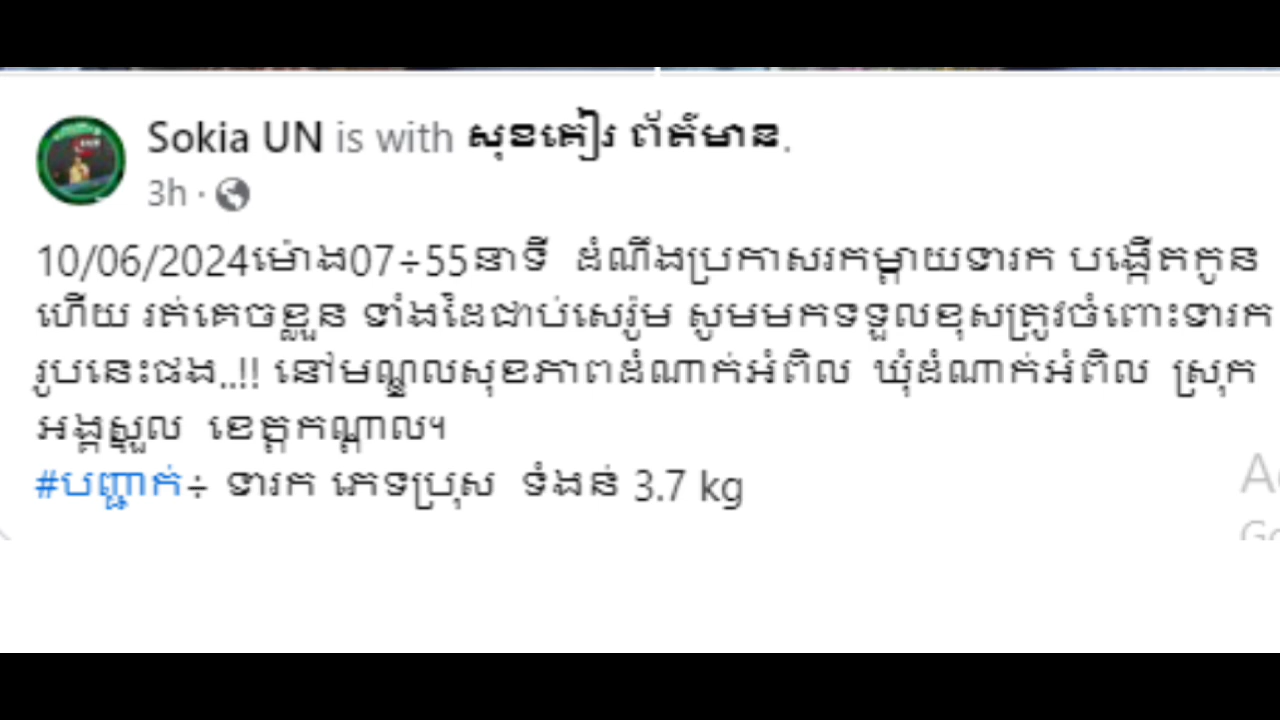 Sokia UN is with សុខគៀរ ព័ត៌មាន.
3h ·
10/06/2024ម៉ោង07÷55នាទី ដំណឹងប្រកាសរកម្តាយទារក បង្កើតកូន
ហើយ រត់គេចខ្លួន ទាំងដៃជាប់សេរ៉ូម សូមមកទទួលខុសត្រូវចំពោះទារក
រូបនេះផង..!! នៅមណ្ឌលសុខភាពដំណាក់អំពិល ឃុំដំណាក់អំពិល ស្រុក
អង្គស្នួល ខេត្តកណ្តាល។
#បញ្ជាក់÷ ទារក ភេទប្រុស ទំងន់ 3.7 kg